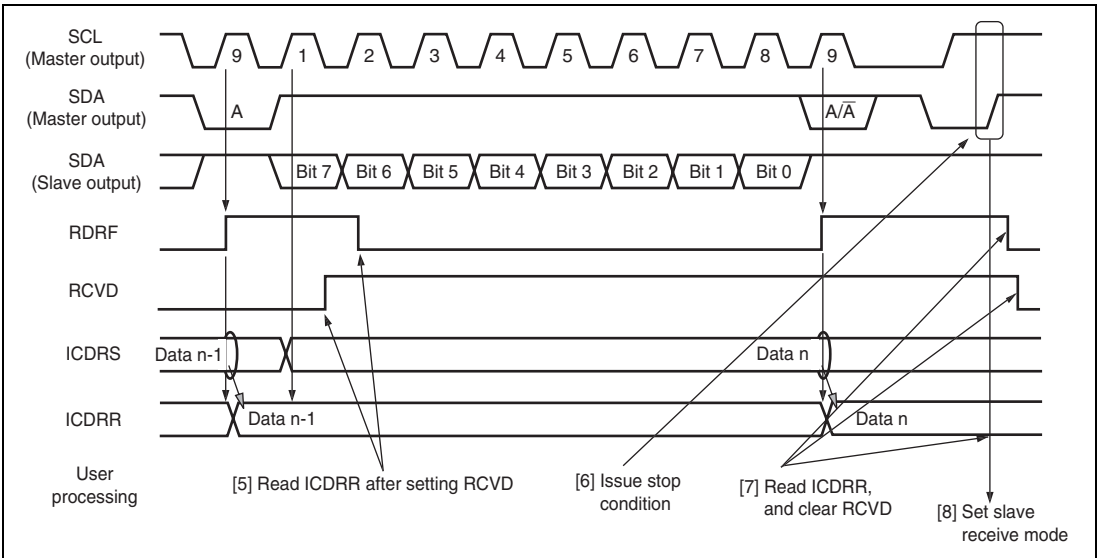 SCL
(Master output)
9 1 2 3 4 5 6 7 8 9
SDA
(Master output)
A A/A̅
SDA
(Slave output)
Bit 7 Bit 6 Bit 5 Bit 4 Bit 3 Bit 2 Bit 1 Bit 0
RDRF
RCVD
ICDRS
Data n-1 Data n
ICDRR
Data n-1 Data n
User
processing
[5] Read ICDRR after setting RCVD
[6] Issue stop
condition
[7] Read ICDRR,
and clear RCVD
[8] Set slave
receive mode